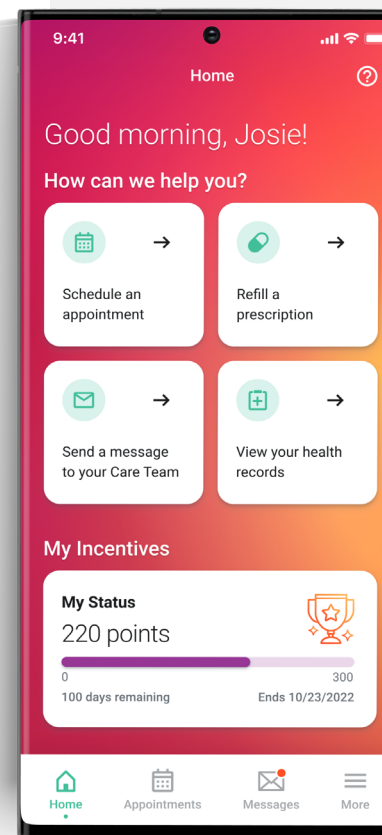 9:41
Home
Good morning, Josie!
How can we help you?
Schedule an
appointment
Refill a
prescription
Send a message
to your Care Team
View your health
records
My Incentives
My Status
220 points
0 300
100 days remaining Ends 10/23/2022
Home Appointments Messages More